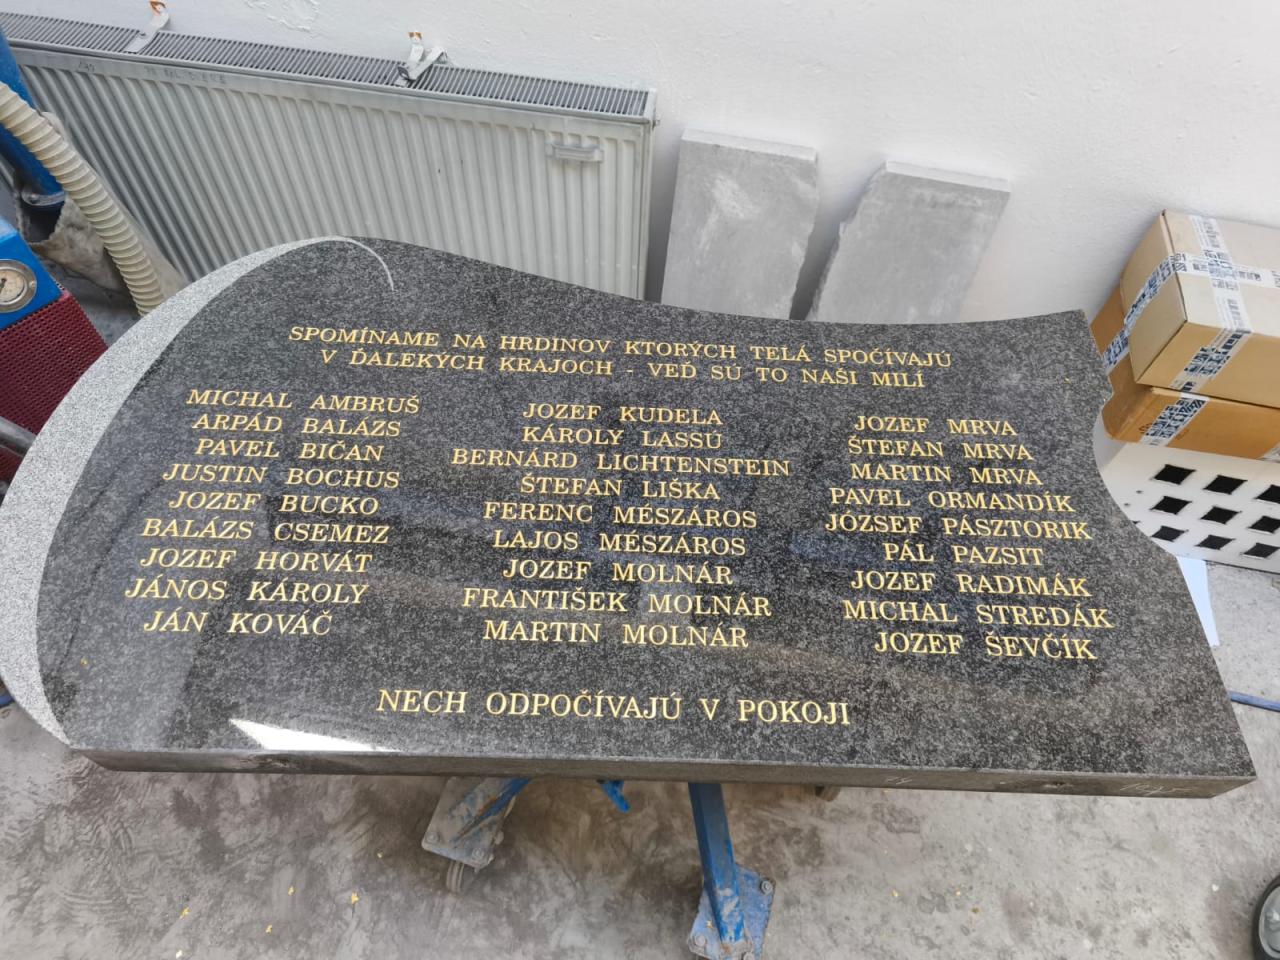 SPOMÍNAME NA HRDINOV KTORÝCH TELÁ SPOČÍVAJÚ
V ĎALEKÝCH KRAJOCH - VEĎ SÚ TO NAŠI MILÍ
MICHAL AMBRUŠ
ARPÁD BALÁZS
PAVEL BIČAN
JUSTIN BOCHUS
JOZEF BUCKO
BALÁZS CSEMEZ
JOZEF HORVÁT
JÁNOS KÁROLY
JÁN KOVÁČ
JOZEF KUDELA
KÁROLY LASSÚ
BERNÁRD LICHTENSTEIN
ŠTEFAN LIŠKA
FERENC MÉSZÁROS
LAJOS MÉSZÁROS
JOZEF MOLNÁR
FRANTIŠEK MOLNÁR
MARTIN MOLNÁR
JOZEF MRVA
ŠTEFAN MRVA
MARTIN MRVA
PAVEL ORMANDÍK
JÓZSEF PÁSZTORIK
PÁL PAZSIT
JOZEF RADIMÁK
MICHAL STREDÁK
JOZEF ŠEVČÍK
NECH ODPOČÍVAJÚ V POKOJI